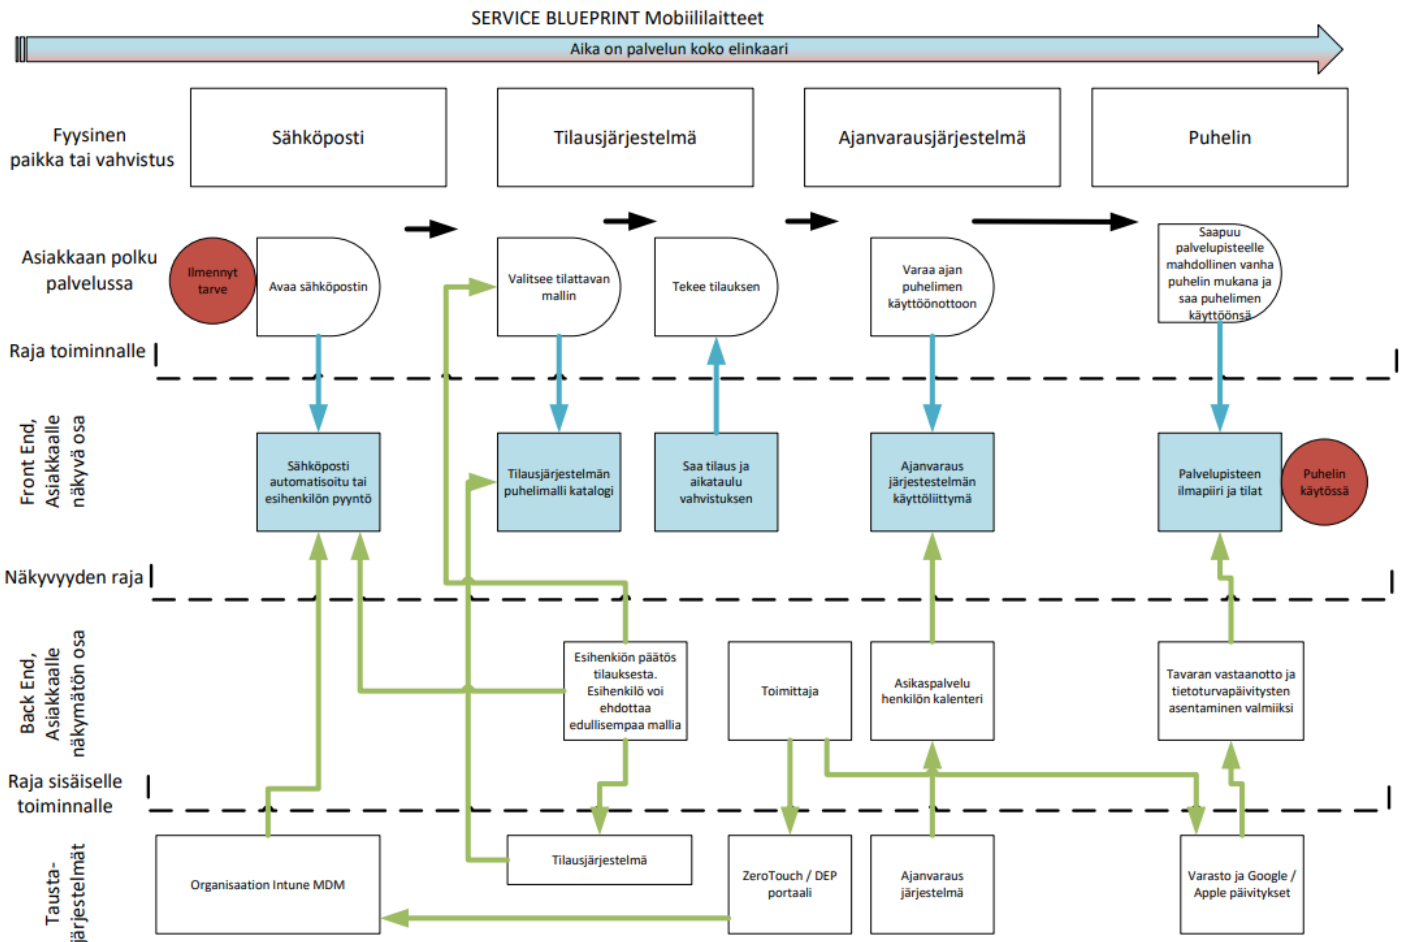 SERVICE BLUEPRINT Mobiililaitteet
Aika on palvelun koko elinkaari
Fyysinen
paikka tai vahvistus
Sähköposti
Tilausjärjestelmä
Ajanvarausjärjestelmä
Puhelin
Asiakkaan polku
palvelussa
Ilmennyt
tarve
Avaa sähköpostin
Valitsee tilattavan
mallin
Tekee tilauksen
Varaa ajan
puhelimen
käyttöönottoon
Saapuu
palvelupisteelle
mahdollinen vanha
puhelin mukana ja
saa puhelimen
käyttöönsä
Raja toiminnalle
Front End,
Asiakkaalle
näkyvä osa
Sähköposti
automatisoitu tai
esihenkilön pyyntö
Tilausjärjestelmän
puhelimalli katalogi
Saa tilaus ja
aikataulu
vahvistuksen
Ajanvaraus
järjestestelmän
käyttöliittymä
Palvelupisteen
ilmapiiri ja tilat
Puhelin
käytössä
Näkyvyyden raja
Back End,
Asiakkaalle
näkymätön osa
Esihenkiön päätös
tilauksesta.
Esihenkilö voi
ehdottaa
edullisempaa mallia
Toimittaja
Asikaspalvelu
henkilön kalenteri
Tavaran vastaanotto ja
tietoturvapäivitysten
asentaminen valmiiksi
Raja sisäiselle
toiminnalle
Tausta-
järjestelmät
Organisaation Intune MDM
Tilausjärjestelmä
ZeroTouch / DEP
portaali
Ajanvaraus
järjestelmä
Varasto ja Google /
Apple päivitykset